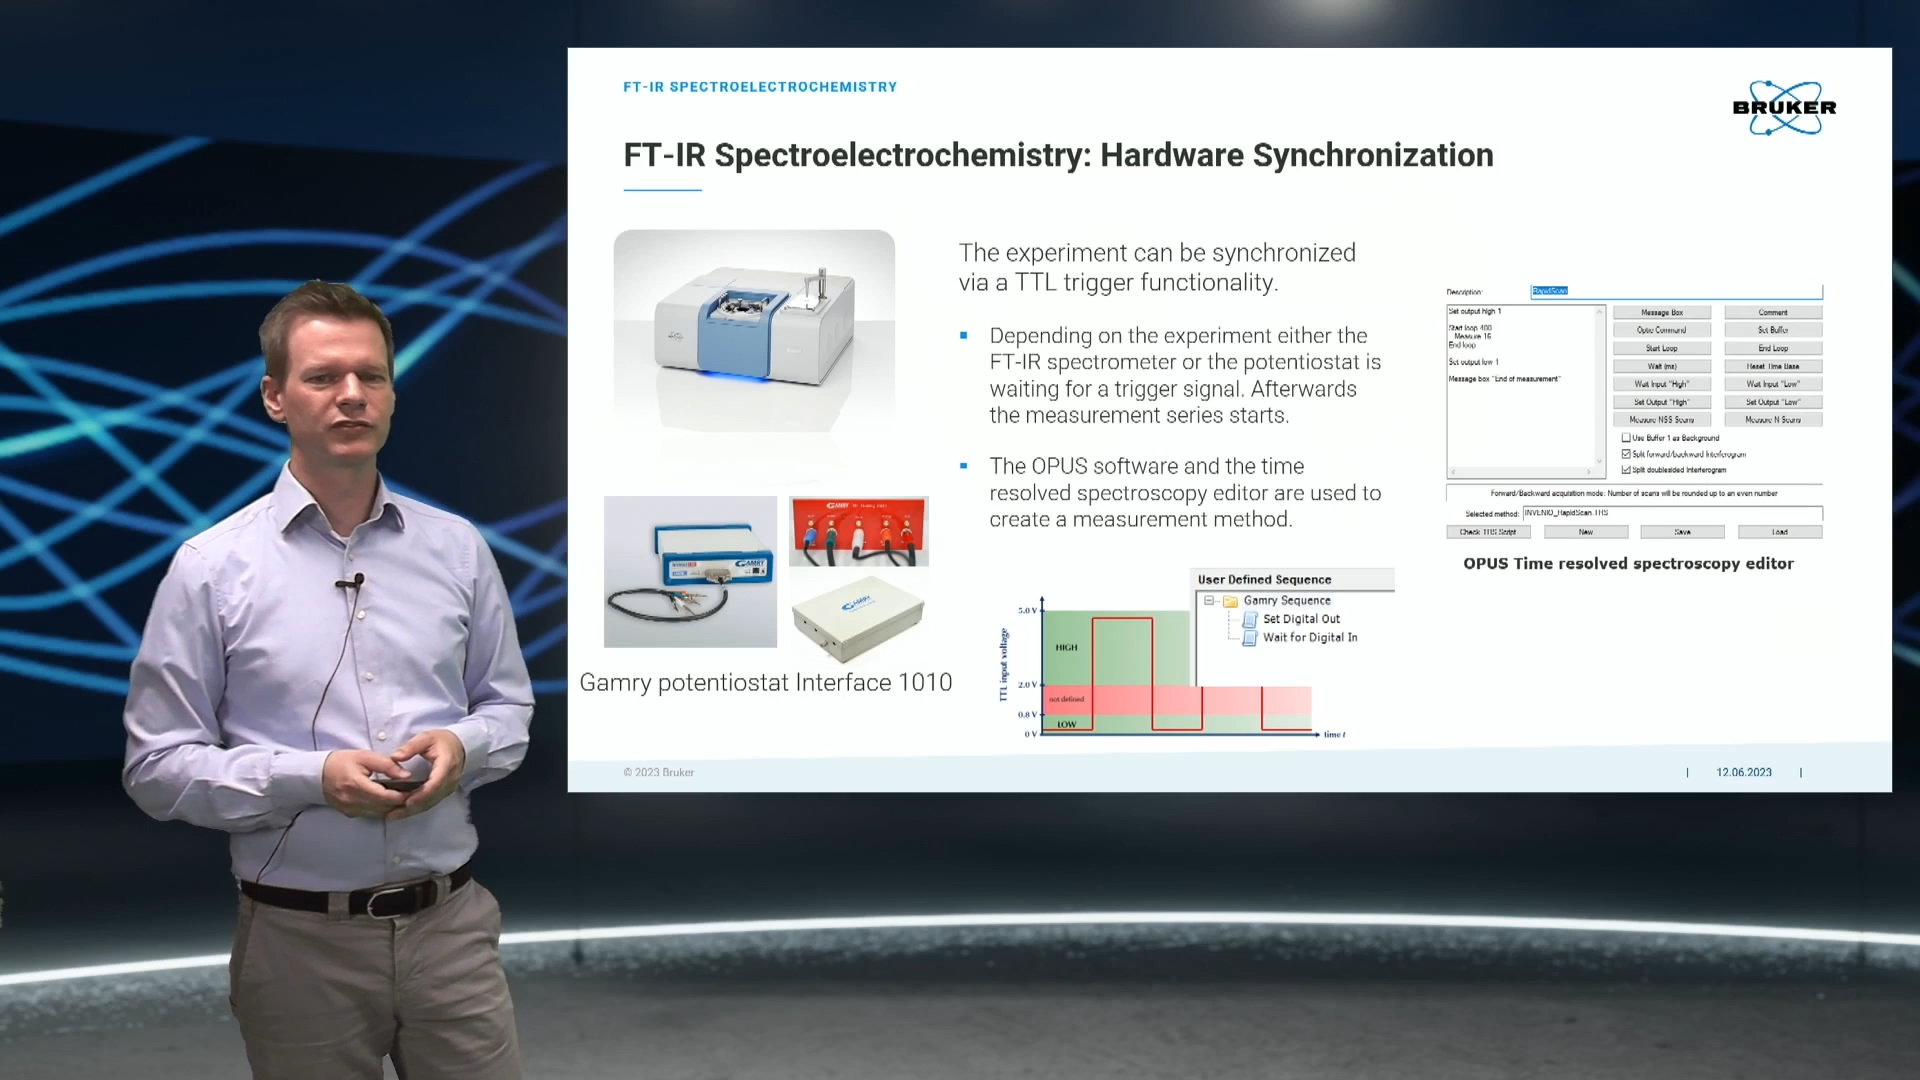 FT-IR SPECTROELECTROCHEMISTRY
BRUKER
FT-IR Spectroelectrochemistry: Hardware Synchronization
The experiment can be synchronized
via a TTL trigger functionality.
Depending on the experiment either the
FT-IR spectrometer or the potentiostat is
waiting for a trigger signal. Afterwards
the measurement series starts.
The OPUS software and the time
resolved spectroscopy editor are used to
create a measurement method.
Description:
RapidScan
Set output high 1
Start loop 400
Measure 16
End loop
Set output low 1
Message box "End of measurement"
Message Box
Comment
Optic Command
Set Buffer
Start Loop
End Loop
Wait (ms)
Reset Time Base
Wait Input "High"
Wait Input "Low"
Set Output "High"
Set Output "Low"
Measure NSS Scans
Measure N Scans
Use Buffer 1 as Background
Split forward/backward Interferogram
Split doublesided Interferogram
Forward/Backward acquisition mode: Number of scans will be rounded up to an even number
Selected method:
INVENIO_RapidScan.TRS
Check TRS Script
New
Save
Load
OPUS Time resolved spectroscopy editor
GAMRY
GAMRY
GAMRY
Gamry potentiostat Interface 1010
User Defined Sequence
Gamry Sequence
Set Digital Out
Wait for Digital In
TTL input voltage
5.0 V
HIGH
2.0 V
not defined
0.8 V
LOW
0 V
time t
© 2023 Bruker
| 12.06.2023 |